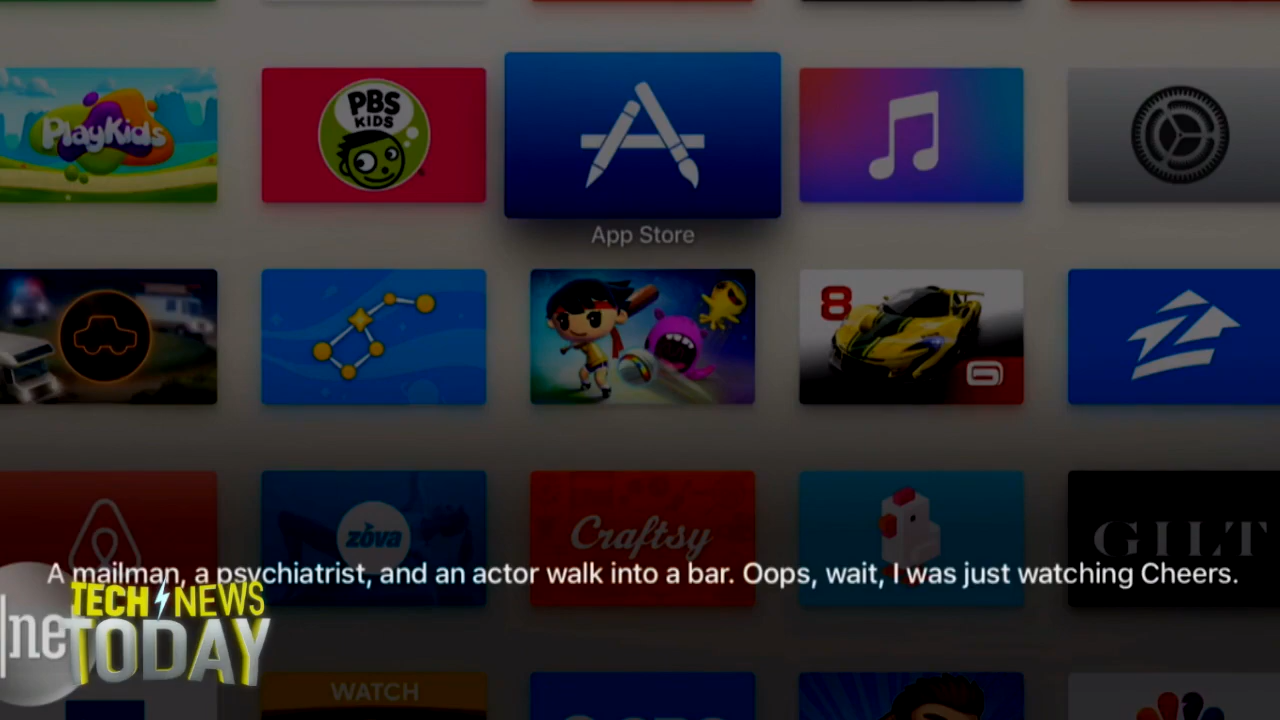 PlayKids
PBS
KIDS
App Store
8
zova
Craftsy
GILT
A mailman, a psychiatrist, and an actor walk into a bar. Oops, wait, I was just watching Cheers.
|net
TECH NEWS
TODAY
WATCH